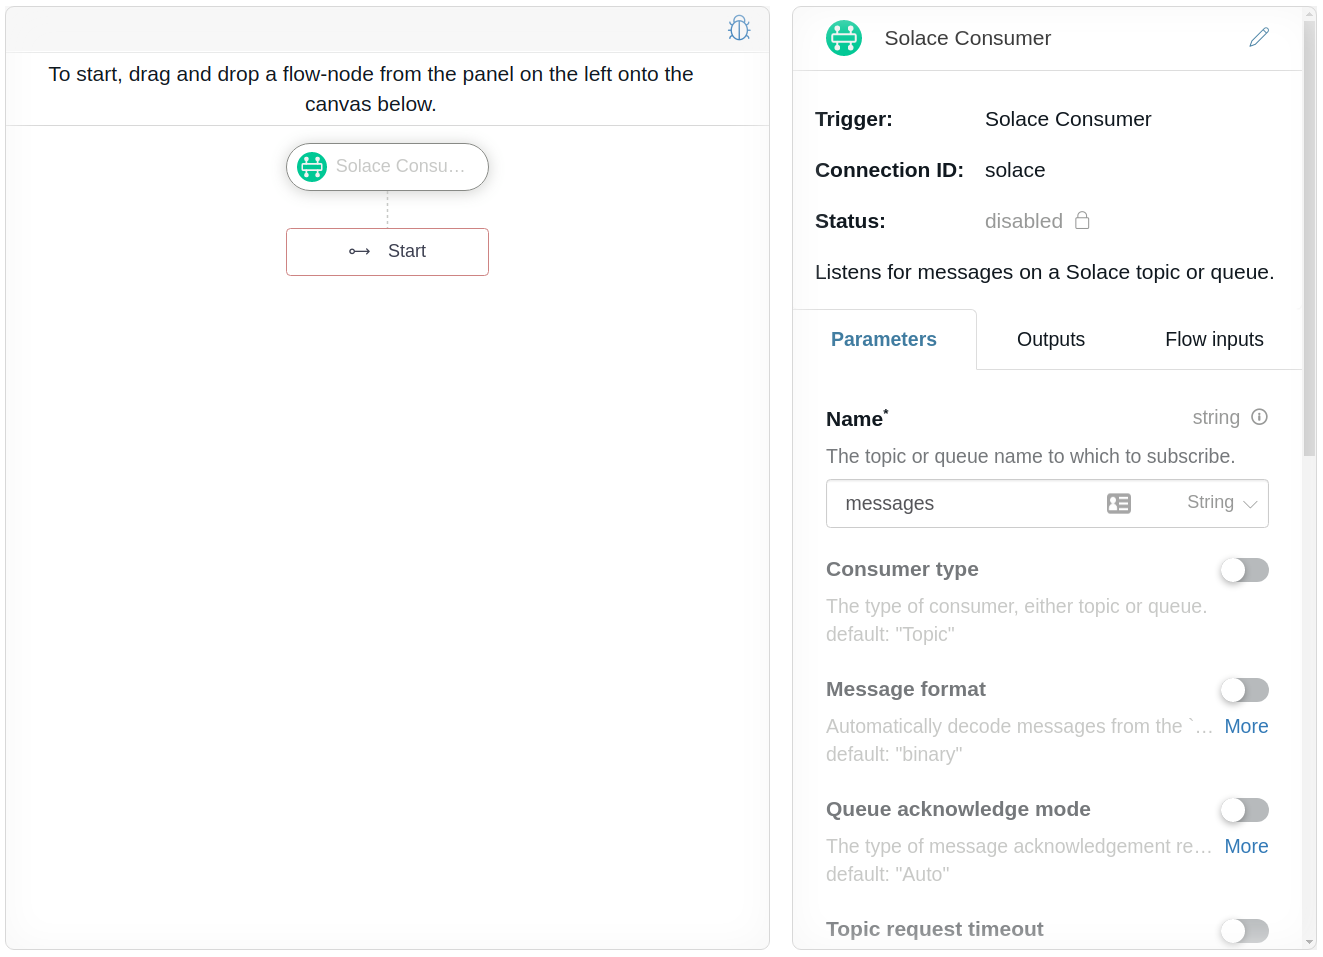 To start, drag and drop a flow-node from the panel on the left onto the
canvas below.
Solace Consu...
Start
Solace Consumer
Trigger: Solace Consumer
Connection ID: solace
Status: disabled
Listens for messages on a Solace topic or queue.
Parameters Outputs Flow inputs
Name* string
The topic or queue name to which to subscribe.
messages String
Consumer type
The type of consumer, either topic or queue.
default: "Topic"
Message format
Automatically decode messages from the `... More
default: "binary"
Queue acknowledge mode
The type of message acknowledgement re... More
default: "Auto"
Topic request timeout